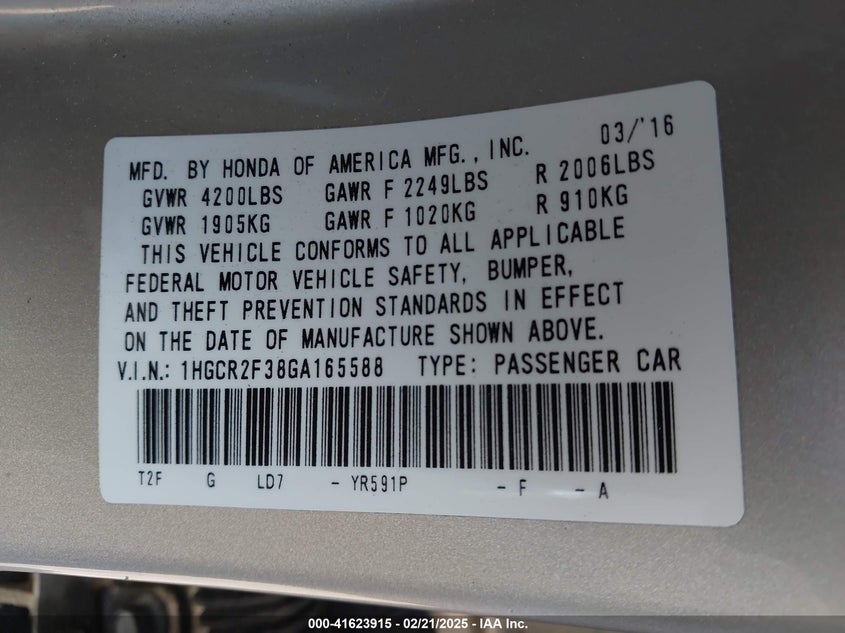 MFD. BY HONDA OF AMERICA MFG., INC. 03/'16
GVWR 4200LBS GAWR F 2249LBS R 2006LBS
GVWR 1905KG GAWR F 1020KG R 910KG
THIS VEHICLE CONFORMS TO ALL APPLICABLE
FEDERAL MOTOR VEHICLE SAFETY, BUMPER,
AND THEFT PREVENTION STANDARDS IN EFFECT
ON THE DATE OF MANUFACTURE SHOWN ABOVE.
V.I.N.: 1HGCR2F38GA165588 TYPE: PASSENGER CAR
T2F G LD7 - YR591P - F - A
000-41623915 - 02/21/2025 - IAA Inc.